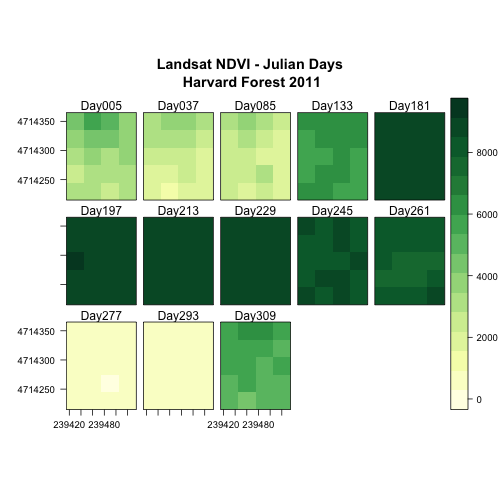 Landsat NDVI - Julian Days
Harvard Forest 2011
Day005 Day037 Day085 Day133 Day181
4714350
4714300
4714250
Day197 Day213 Day229 Day245 Day261
Day277 Day293 Day309
4714350
4714300
4714250
239420 239480 239420 239480
8000
6000
4000
2000
0